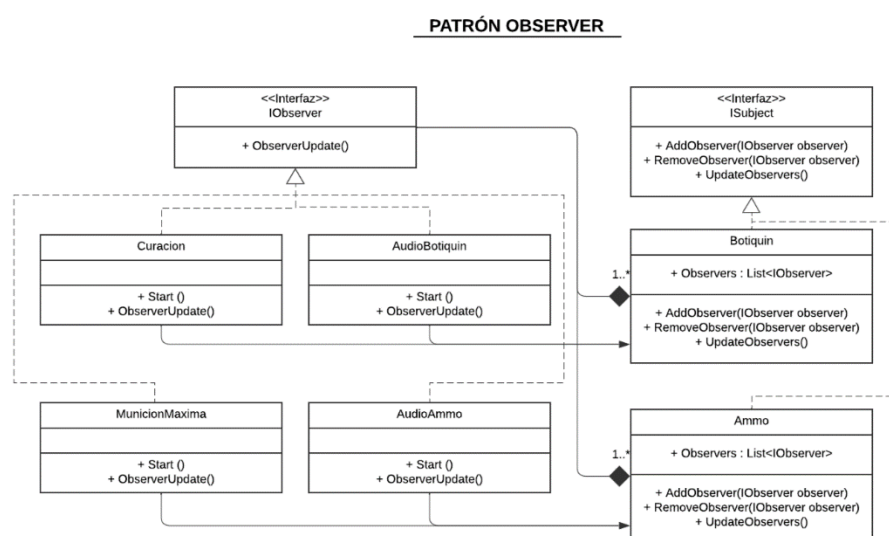 PATRÓN OBSERVER
<<Interfaz>>
IObserver
+ ObserverUpdate()
<<Interfaz>>
ISubject
+ AddObserver(IObserver observer)
+ RemoveObserver(IObserver observer)
+ UpdateObservers()
Curacion
+ Start ()
+ ObserverUpdate()
AudioBotiquin
+ Start ()
+ ObserverUpdate()
1..*
Botiquin
+ Observers : List<IObserver>
+ AddObserver(IObserver observer)
+ RemoveObserver(IObserver observer)
+ UpdateObservers()
MunicionMaxima
+ Start ()
+ ObserverUpdate()
AudioAmmo
+ Start ()
+ ObserverUpdate()
1..*
Ammo
+ Observers : List<IObserver>
+ AddObserver(IObserver observer)
+ RemoveObserver(IObserver observer)
+ UpdateObservers()